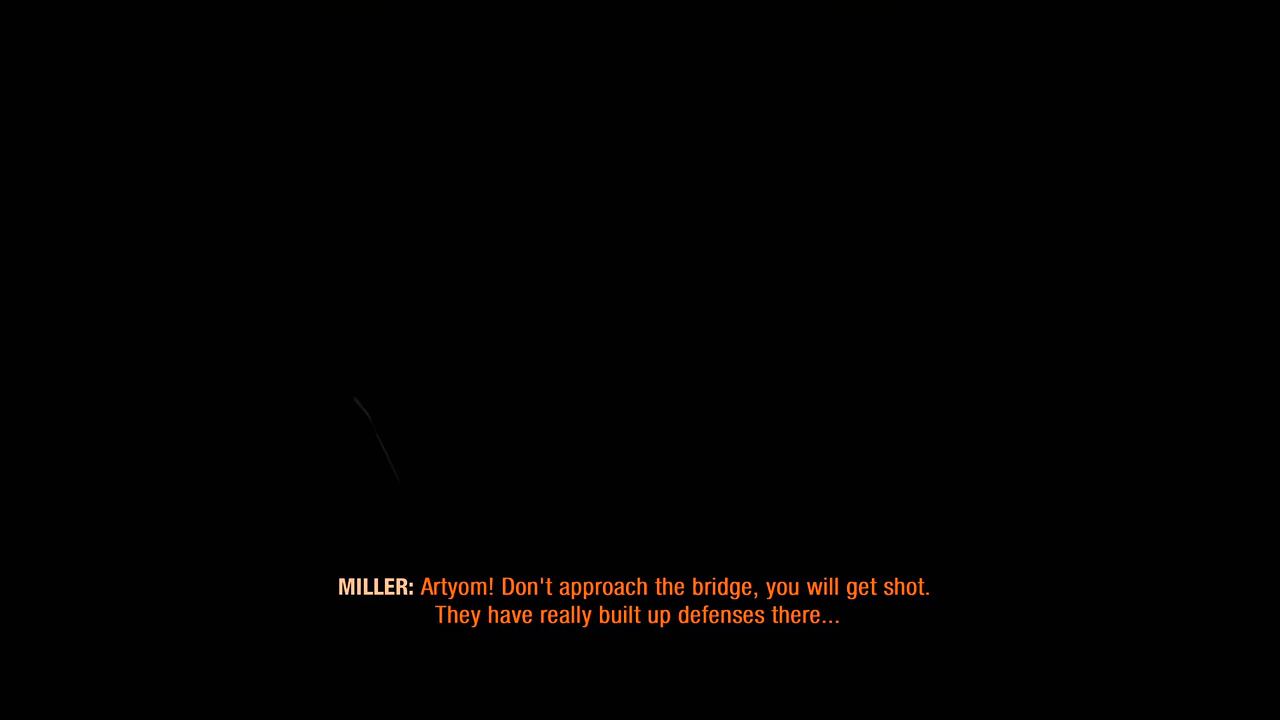 MILLER: Artyom! Don't approach the bridge, you will get shot.
They have really built up defenses there...